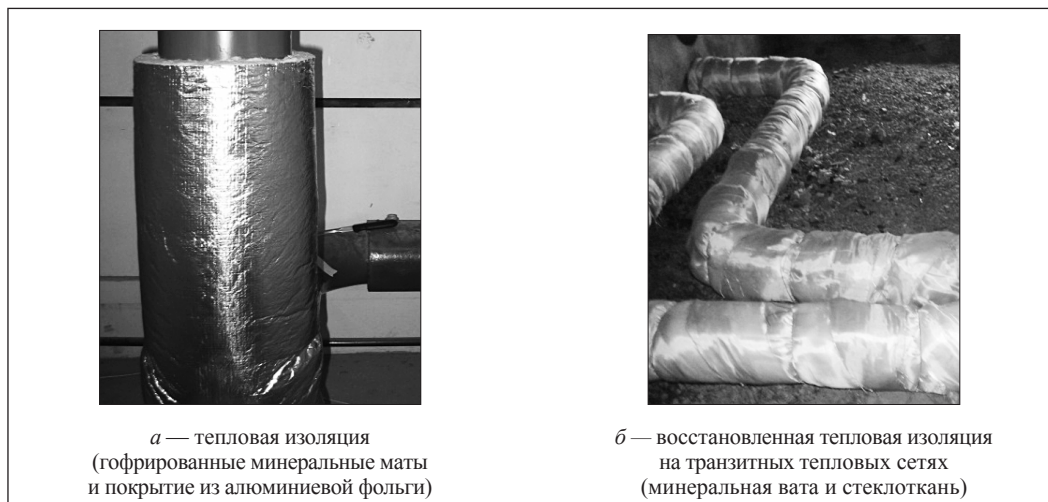 а — тепловая изоляция
(гофрированные минеральные маты
и покрытие из алюминиевой фольги)
б — восстановленная тепловая изоляция
на транзитных тепловых сетях
(минеральная вата и стеклоткань)